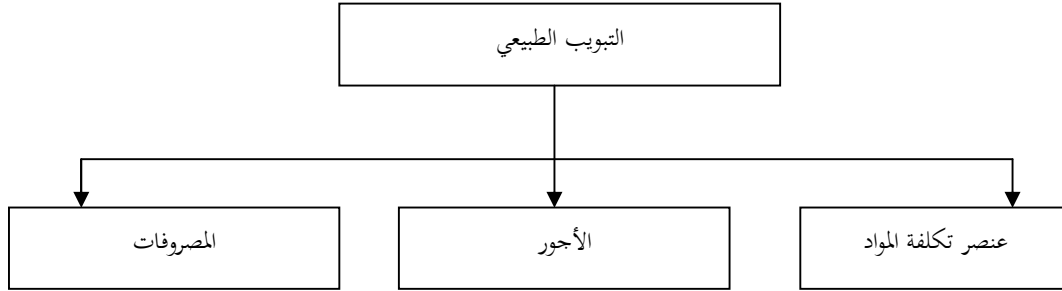 التبويب الطبيعي
عنصر تكلفة المواد
الأجور
المصروفات